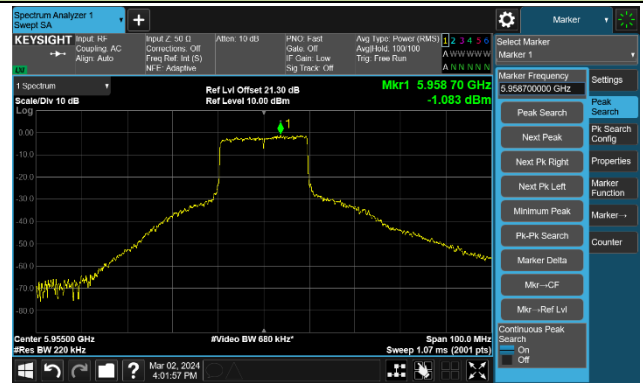 Spectrum Analyzer 1
Swept SA
Marker
KEYSIGHT Input: RF
Coupling: AC
Align: Auto
Input Z: 50 Ω
Corrections: Off
Freq Ref: Int (S)
NFE: Adaptive
Atten: 10 dB
PNO: Fast
Gate: Off
IF Gain: Low
Sig Track: Off
Avg Type: Power (RMS)
Avg|Hold: 100/100
Trig: Free Run
1 2 3 4 5 6
A W W W W W
A N N N N N
Select Marker
Marker 1
LXI
1 Spectrum
Scale/Div 10 dB
Log
Ref Lvl Offset 21.30 dB
Ref Level 10.00 dBm
Mkr1 5.958 70 GHz
-1.083 dBm
1
0.00
-10.0
-20.0
-30.0
-40.0
-50.0
-60.0
-70.0
-80.0
Center 5.95500 GHz
#Res BW 220 kHz
#Video BW 680 kHz*
Span 100.0 MHz
Sweep 1.07 ms (2001 pts)
Marker Frequency
5.958700000 GHz
Peak Search
Next Peak
Next Pk Right
Next Pk Left
Minimum Peak
Pk-Pk Search
Marker Delta
Mkr→CF
Mkr→Ref Lvl
Continuous Peak
Search
On
Off
Settings
Peak
Search
Pk Search
Config
Properties
Marker
Function
Marker→
Counter
?
Mar 02, 2024
4:01:57 PM